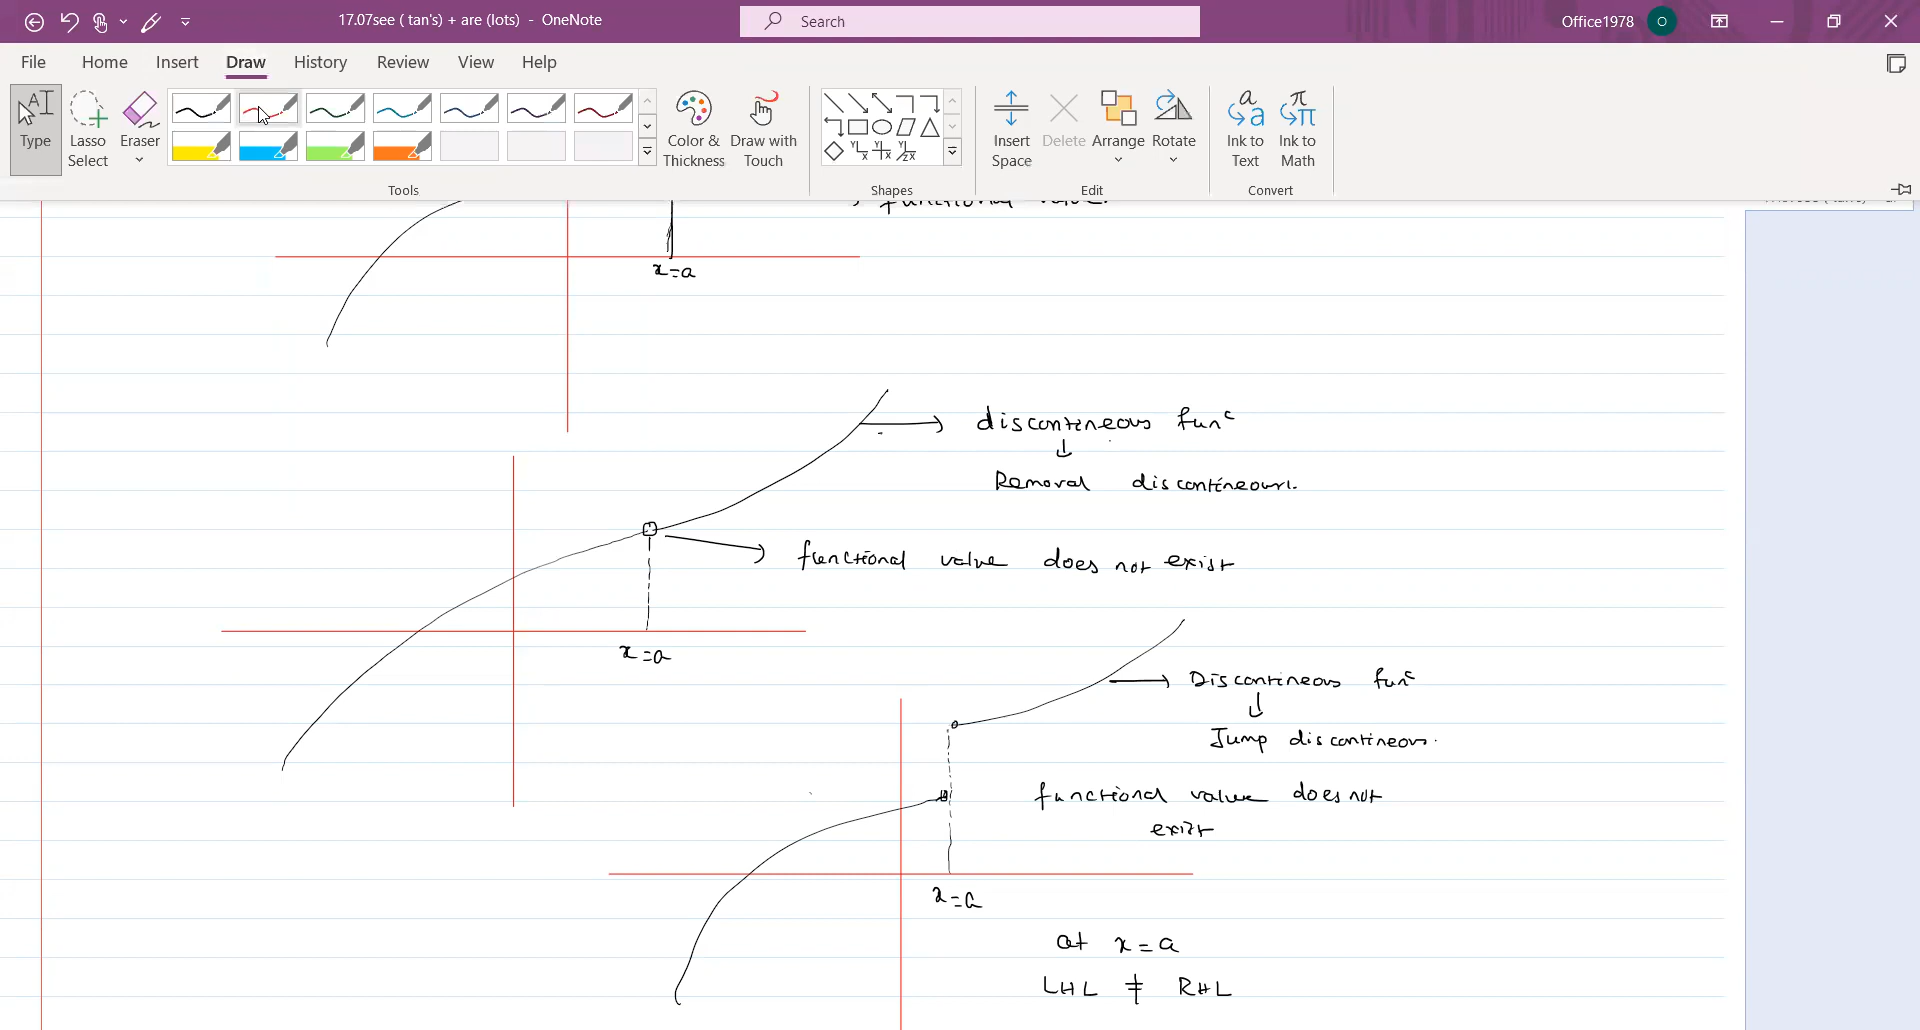 17.07see ( tan's) + are (lots) - OneNote
Search
Office1978
O
File Home Insert Draw History Review View Help
Type
Lasso Select
Eraser
Color & Thickness
Draw with Touch
Insert Space
Delete
Arrange
Rotate
Ink to Text
Ink to Math
Tools
Shapes
Edit
Convert
functional value.
x=a
discontineous func
Removal discontineous.
functional value does not exist
x=a
Discontineous func
Jump discontineous.
functional value does not
exist
x=a
at x=a
LHL ≠ RHL